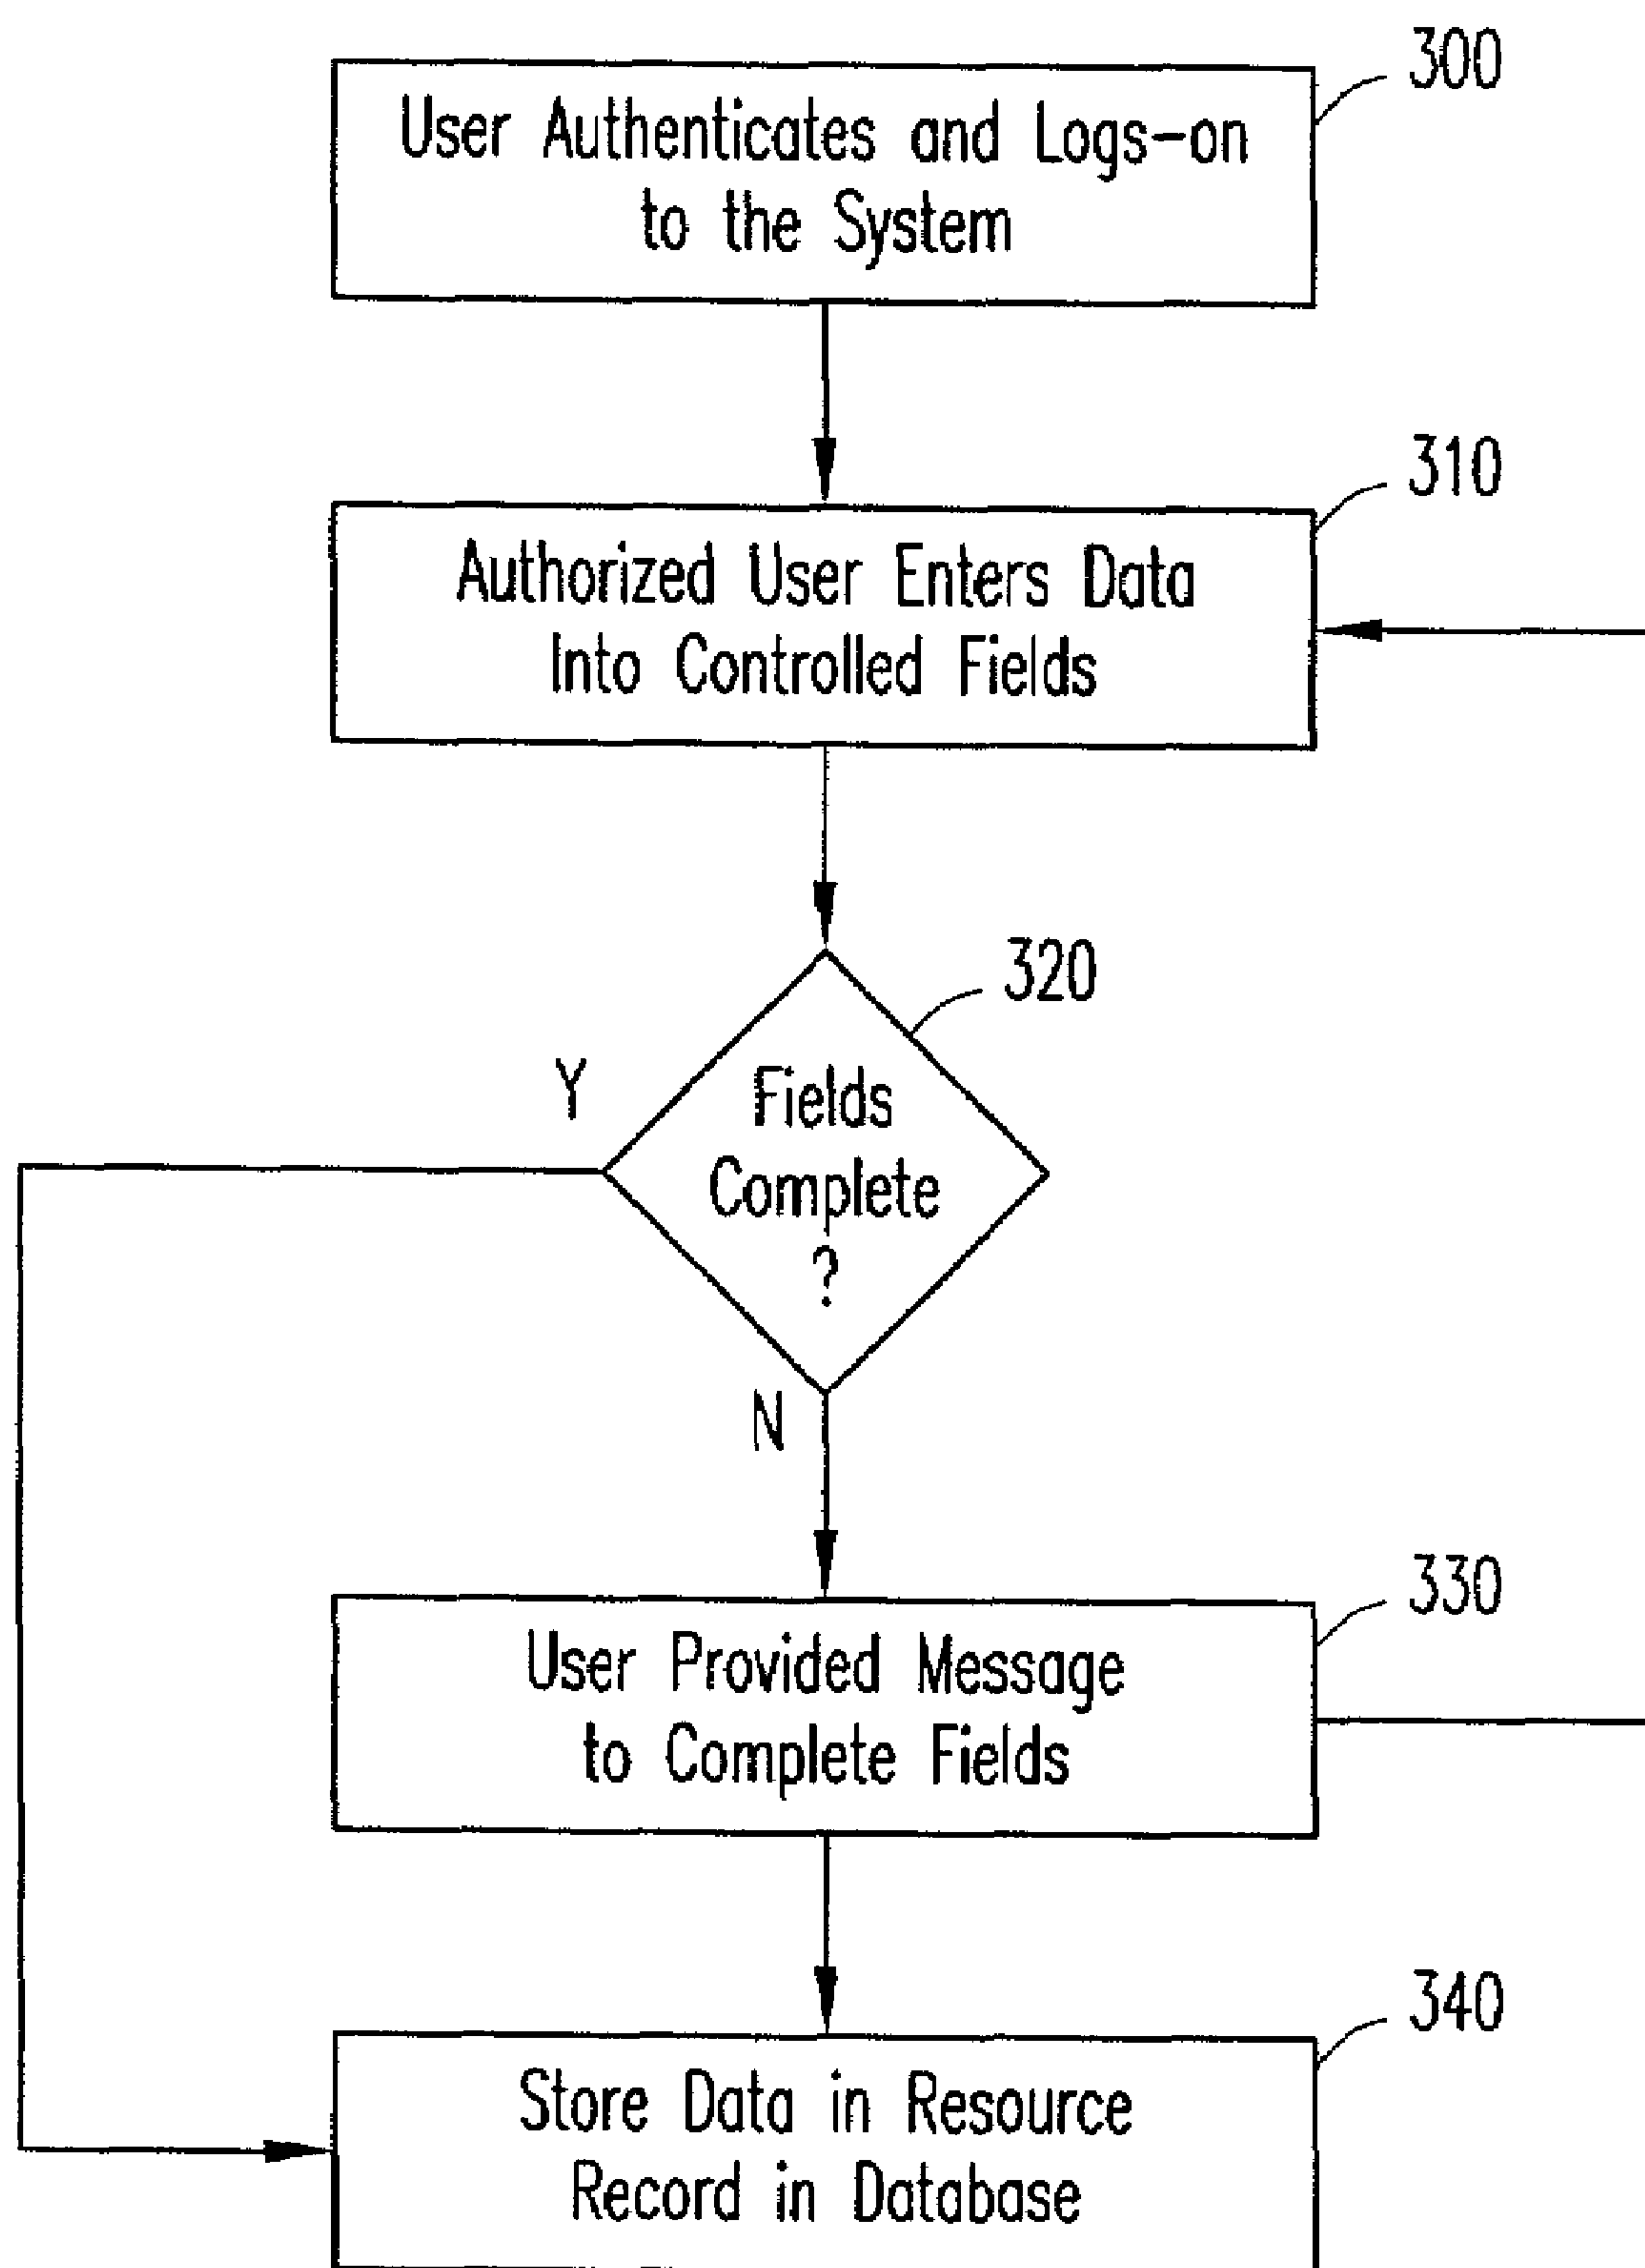 300
User Authenticates and Logs-on
to the System
310
Authorized User Enters Data
Into Controlled Fields
320
Y
Fields
Complete
?
N
330
User Provided Message
to Complete Fields
340
Store Data in Resource
Record in Database